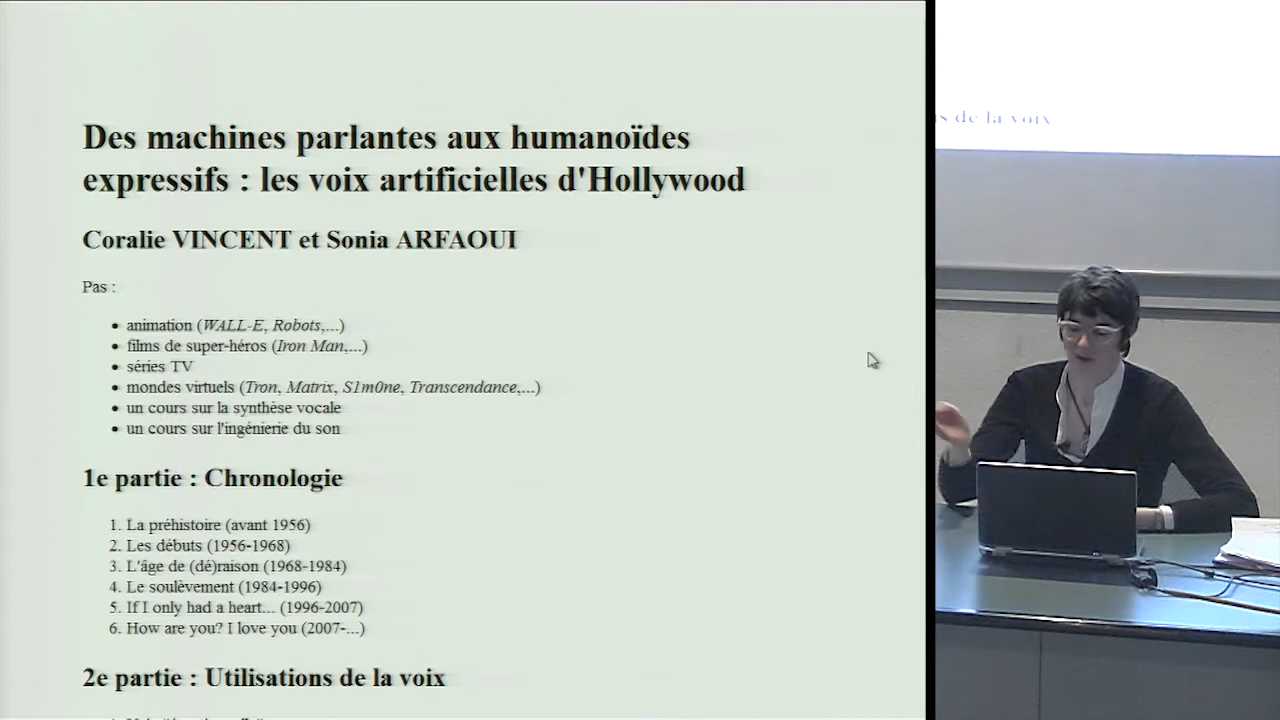 Des machines parlantes aux humanoïdes
expressifs : les voix artificielles d'Hollywood
Coralie VINCENT et Sonia ARFAOUI
Pas :
• animation (WALL-E, Robots,...)
• films de super-héros (Iron Man,...)
• séries TV
• mondes virtuels (Tron, Matrix, S1m0ne, Transcendance,...)
• un cours sur la synthèse vocale
• un cours sur l'ingénierie du son
1e partie : Chronologie
1. La préhistoire (avant 1956)
2. Les débuts (1956-1968)
3. L'âge de (dé)raison (1968-1984)
4. Le soulèvement (1984-1996)
5. If I only had a heart... (1996-2007)
6. How are you? I love you (2007-...)
2e partie : Utilisations de la voix
de la voix